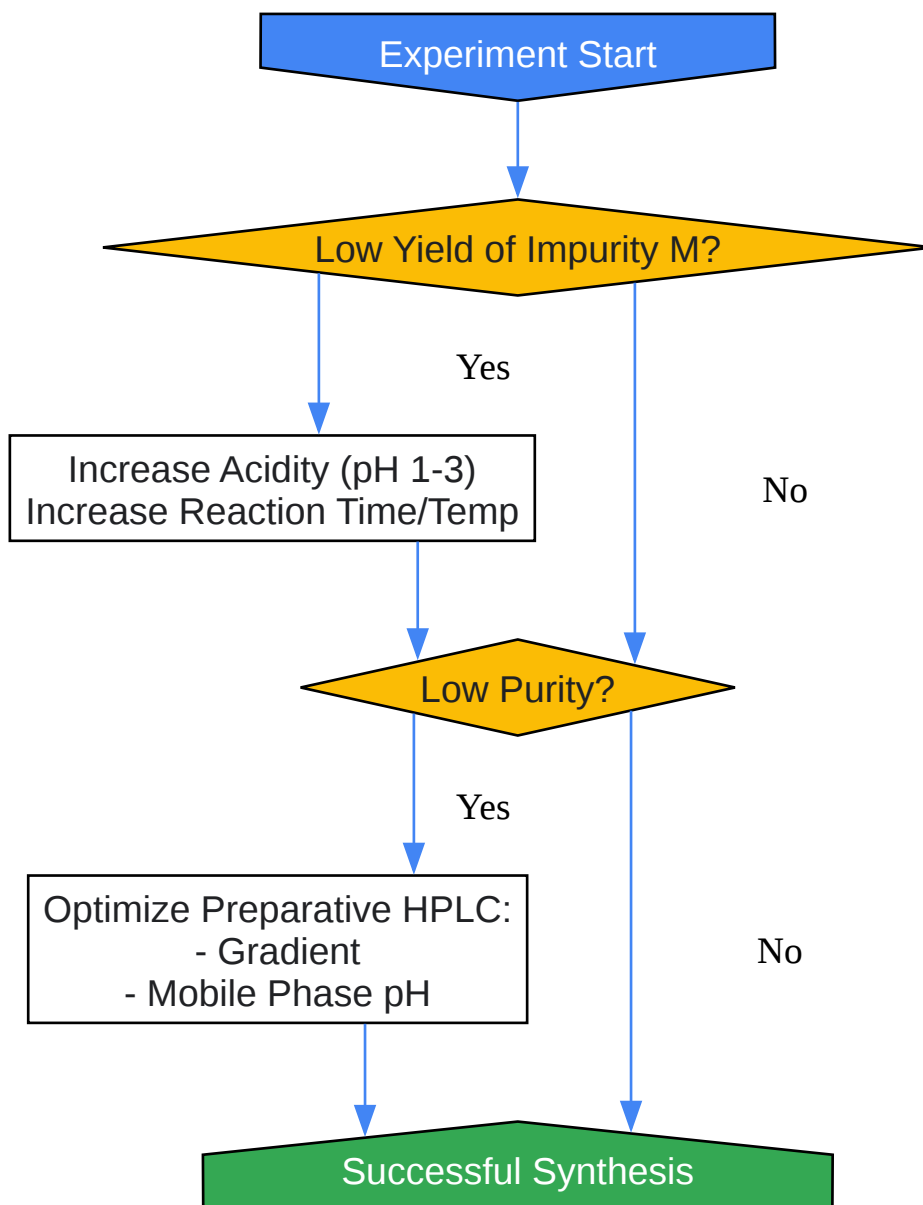 Experiment Start
Low Yield of Impurity M?
Yes
Increase Acidity (pH 1-3)
Increase Reaction Time/Temp
No
Low Purity?
Yes
Optimize Preparative HPLC:
- Gradient
- Mobile Phase pH
No
Successful Synthesis